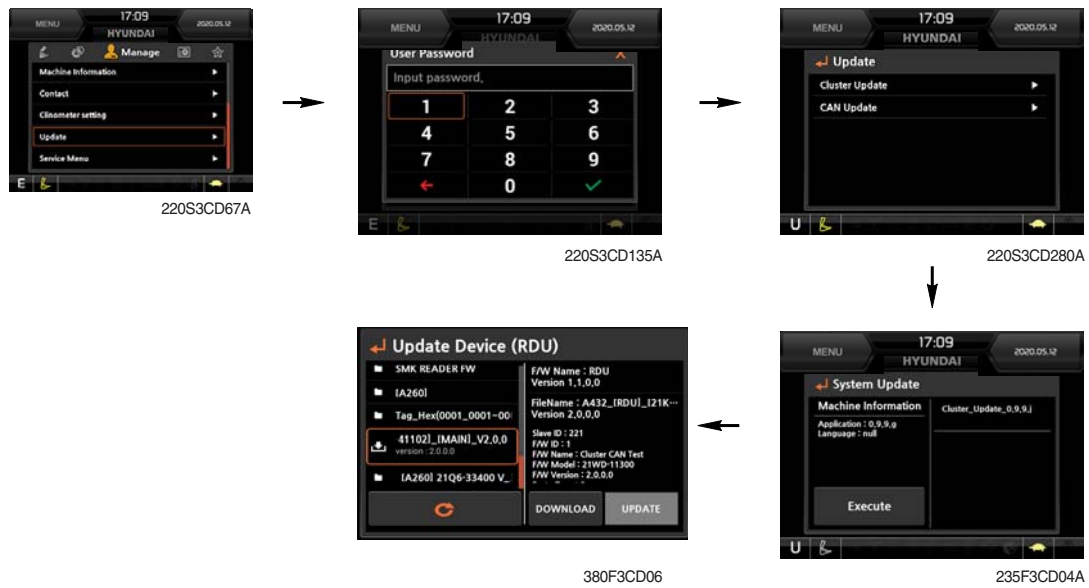 MENU 17:09 2020.05.12
HYUNDAI
Manage
Machine Information
Contact
Clinometer setting
Update
Service Menu
E
220S3CD67A
MENU 17:09 2020.05.12
HYUNDAI
User Password X
Input password,
1 2 3
4 5 6
7 8 9
0
E
220S3CD135A
MENU 17:09 2020.05.12
HYUNDAI
Update
Cluster Update
CAN Update
U
220S3CD280A
MENU 17:09 2020.05.12
HYUNDAI
System Update
Machine Information
Application : 0,9,9,g
Language : null
Cluster_Update_0,9,9,j
Execute
U
235F3CD04A
Update Device (RDU)
SMK READER FW
[A260]
Tag_Hex(0001_0001-00
41102]_[MAIN]_V2,0,0
version : 2.0.0.0
[A260] 21Q6-33400 V_
F/W Name : RDU
Version 1,1,0,0
FileName : A432_[RDU]_[21K···
Version 2,0,0,0
Slave ID : 221
F/W ID : 1
F/W Name : Cluster CAN Test
F/W Model : 21WD-11300
F/W Version : 2,0,0,0
DOWNLOAD UPDATE
380F3CD06